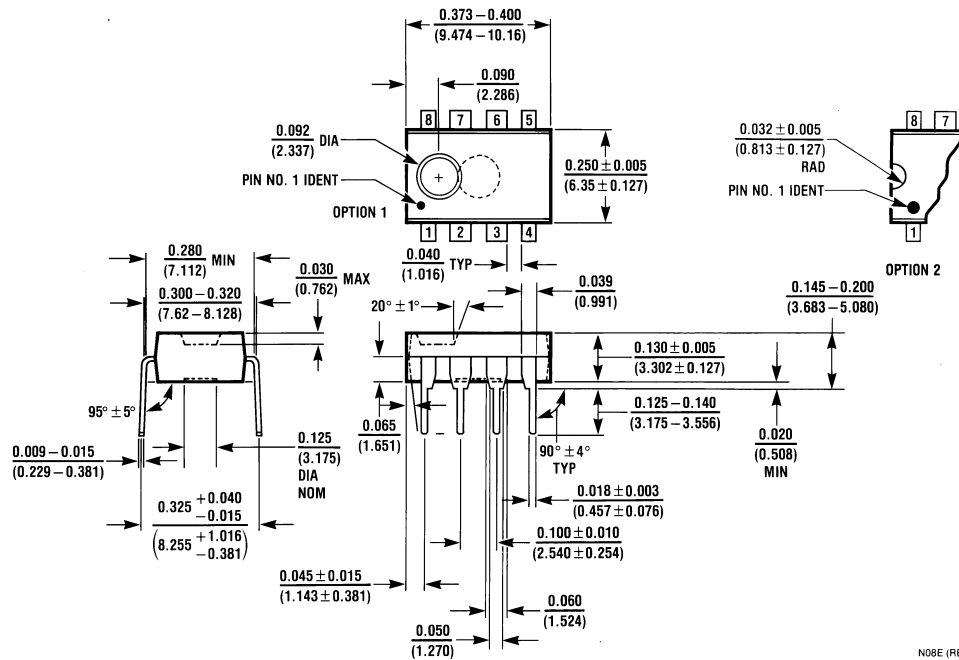 0.373 – 0.400
(9.474 – 10.16)
0.090
(2.286)
8 7 6 5
0.092 DIA
(2.337)
PIN NO. 1 IDENT
OPTION 1
0.250 ± 0.005
(6.35 ± 0.127)
1 2 3 4
0.032 ± 0.005
(0.813 ± 0.127)
RAD
PIN NO. 1 IDENT
8 7
1
OPTION 2
0.280 MIN
(7.112)
0.300 – 0.320
(7.62 – 8.128)
0.030 MAX
(0.762)
0.040 TYP
(1.016)
0.039
(0.991)
20° ±1°
0.145 – 0.200
(3.683 – 5.080)
0.130 ± 0.005
(3.302 ± 0.127)
95° ± 5°
0.065
(1.651)
0.125 – 0.140
(3.175 – 3.556)
90° ± 4°
TYP
0.020
(0.508)
MIN
0.009 – 0.015
(0.229 – 0.381)
0.125
(3.175)
DIA
NOM
0.018 ± 0.003
(0.457 ± 0.076)
0.325 +0.040
–0.015
(8.255 +1.016
–0.381)
0.100 ± 0.010
(2.540 ± 0.254)
0.045 ± 0.015
(1.143 ± 0.381)
0.060
(1.524)
0.050
(1.270)
N08E (RE